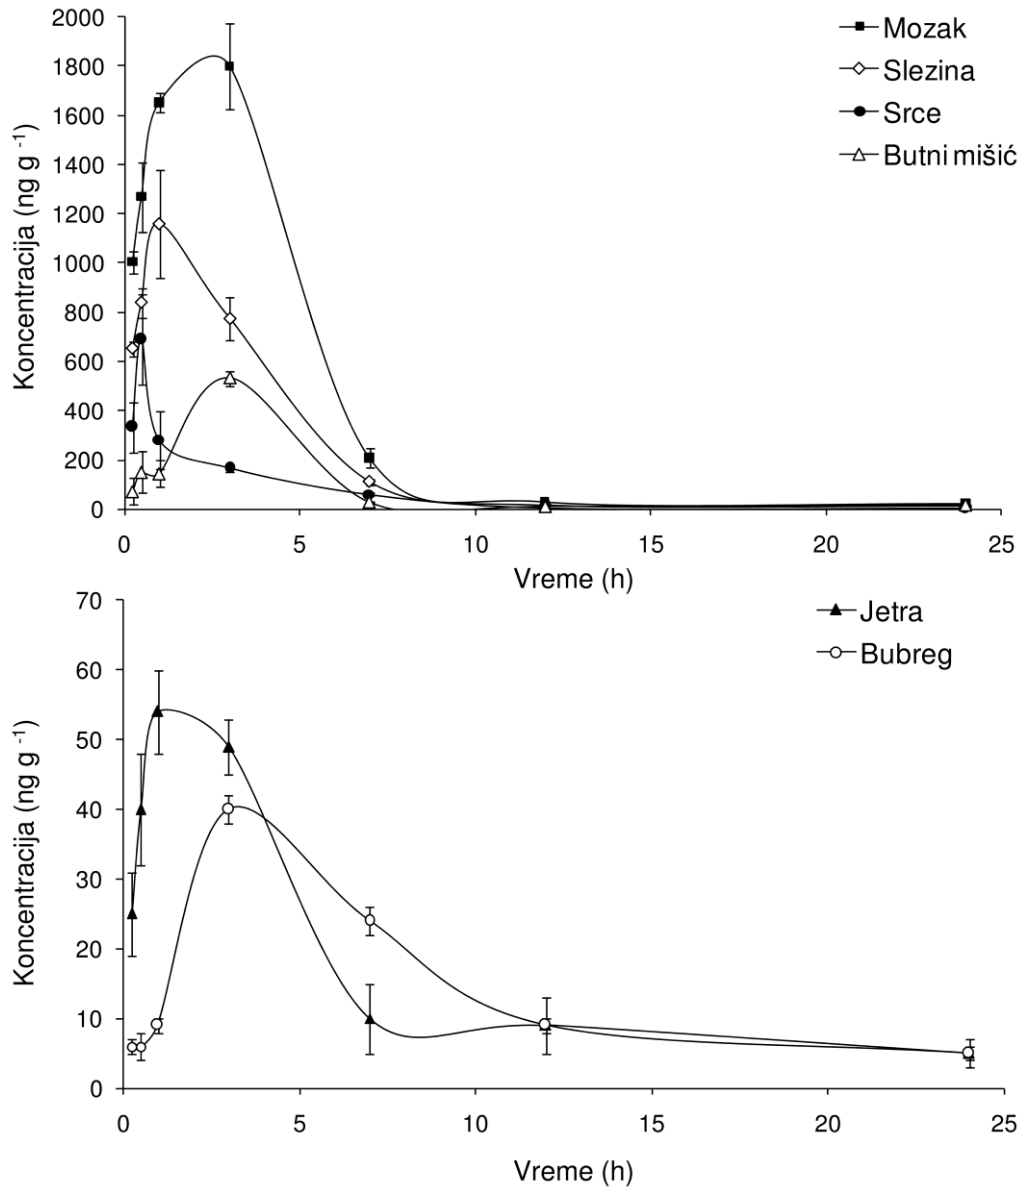 2000
1800
1600
1400
1200
1000
800
600
400
200
0
Koncentracija (ng g -1)
Mozak
Slezina
Srce
Butni mišić
0 5 10 15 20 25
Vreme (h)
70
60
50
40
30
20
10
0
Koncentracija (ng g -1)
Jetra
Bubreg
0 5 10 15 20 25
Vreme (h)